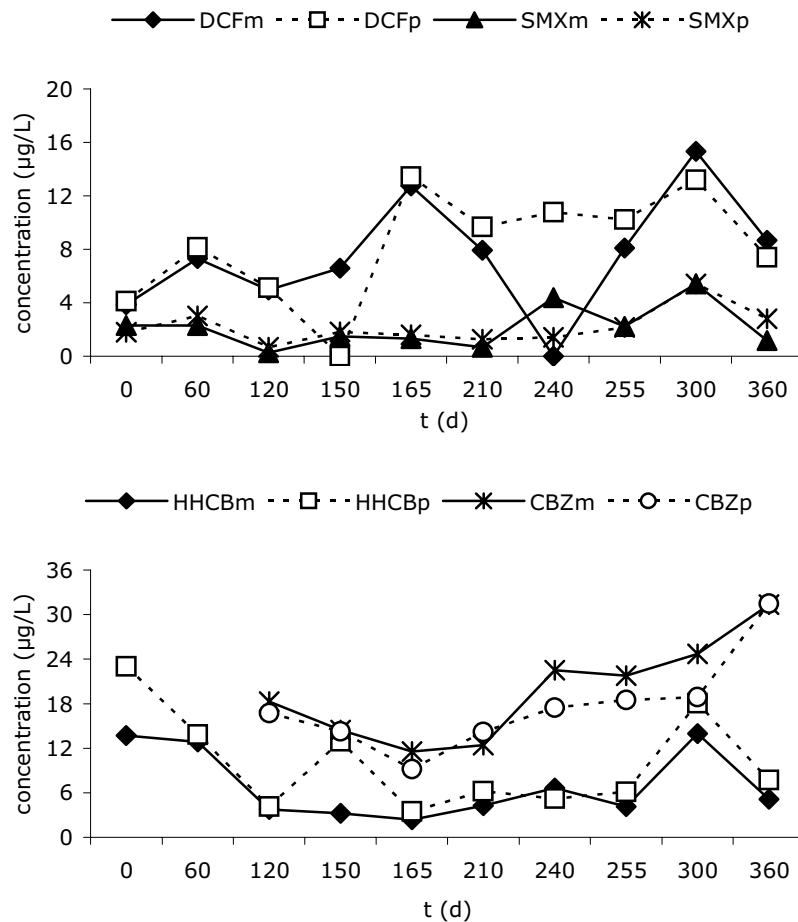 DCFm DCFp SMXm SMXp
20
16
12
8
4
0
concentration (µg/L)
0 60 120 150 165 210 240 255 300 360
t (d)
HHCBm HHCBp CBZm CBZp
36
30
24
18
12
6
0
concentration (µg/L)
0 60 120 150 165 210 240 255 300 360
t (d)